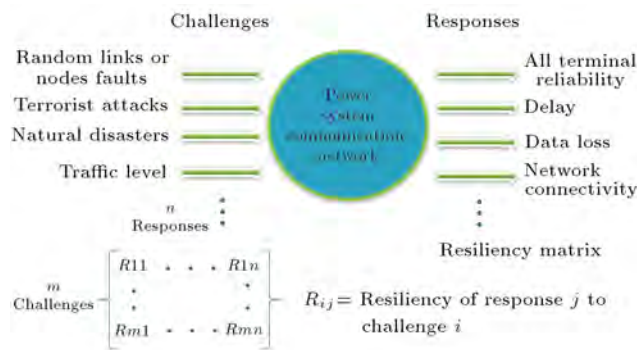 Challenges
Responses
Random links or
nodes faults
Terrorist attacks
Natural disasters
Traffic level
Power
system
communication
network
All terminal
reliability
Delay
Data loss
Network
connectivity
n
Responses
Resiliency matrix
m
Challenges
R11 . . . R1n
Rm1 . . . Rmn
R_{ij} = Resiliency of response j to
challenge i